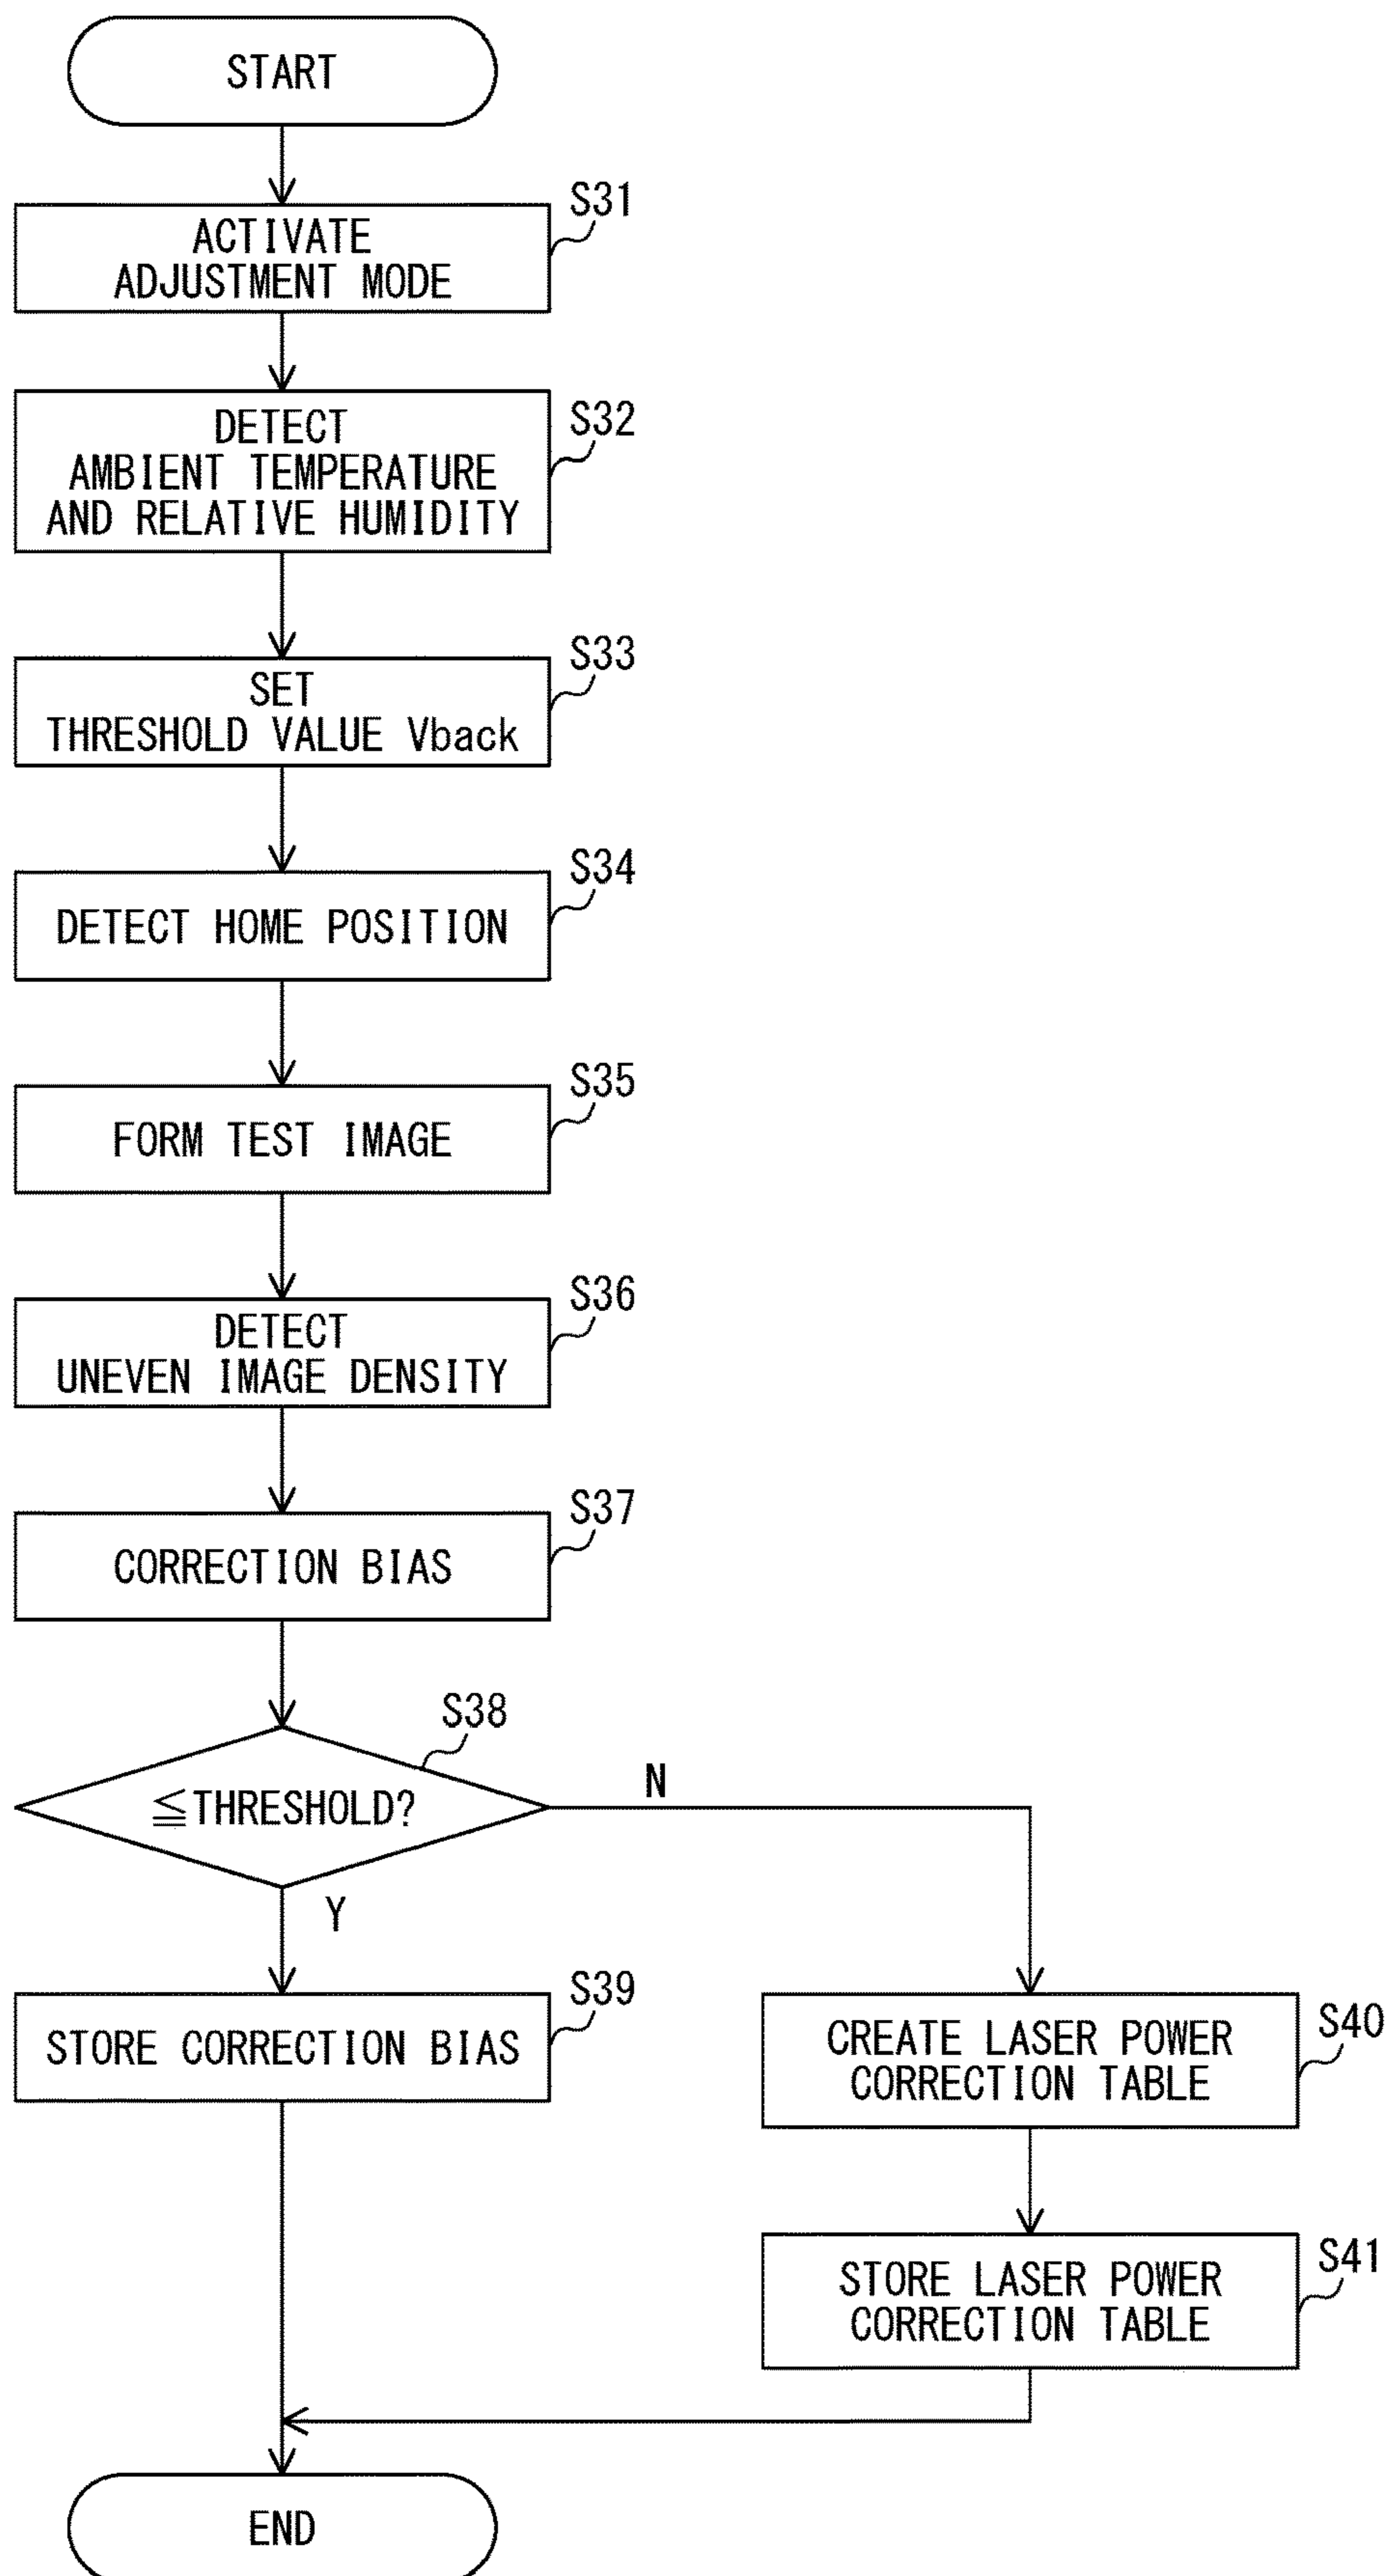 START
S31
ACTIVATE
ADJUSTMENT MODE
S32
DETECT
AMBIENT TEMPERATURE
AND RELATIVE HUMIDITY
S33
SET
THRESHOLD VALUE Vback
S34
DETECT HOME POSITION
S35
FORM TEST IMAGE
S36
DETECT
UNEVEN IMAGE DENSITY
S37
CORRECTION BIAS
S38
≦THRESHOLD?
N
Y
S39
STORE CORRECTION BIAS
S40
CREATE LASER POWER
CORRECTION TABLE
S41
STORE LASER POWER
CORRECTION TABLE
END